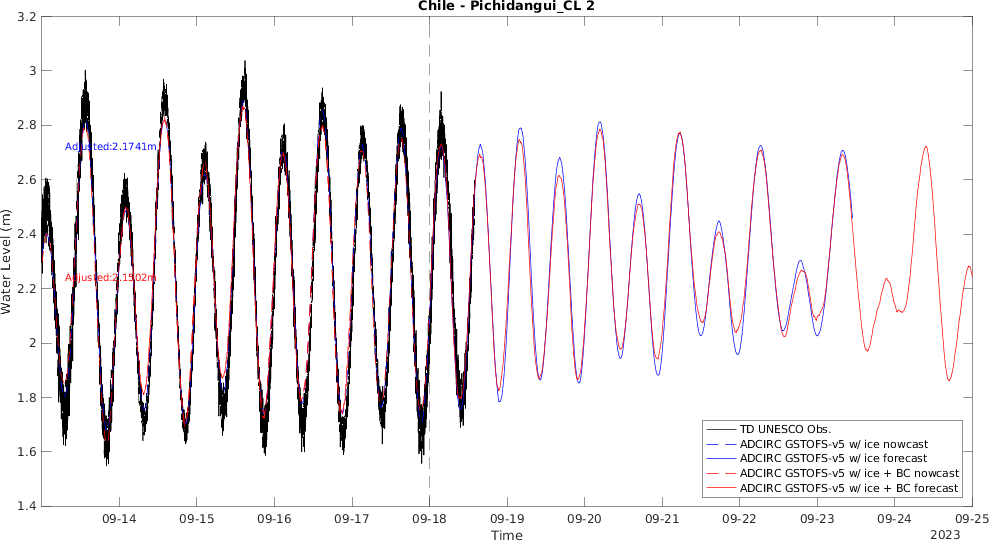 Chile - Pichidangui_CL 2
3.2
3
2.8
2.6
2.4
2.2
2
1.8
1.6
1.4
Water Level (m)
Adjusted:2.1741m
Adjusted:2.1502m
TD UNESCO Obs.
ADCIRC GSTOFS-v5 w/ ice nowcast
ADCIRC GSTOFS-v5 w/ ice forecast
ADCIRC GSTOFS-v5 w/ ice + BC nowcast
ADCIRC GSTOFS-v5 w/ ice + BC forecast
09-14 09-15 09-16 09-17 09-18 09-19 09-20 09-21 09-22 09-23 09-24 09-25
Time
2023